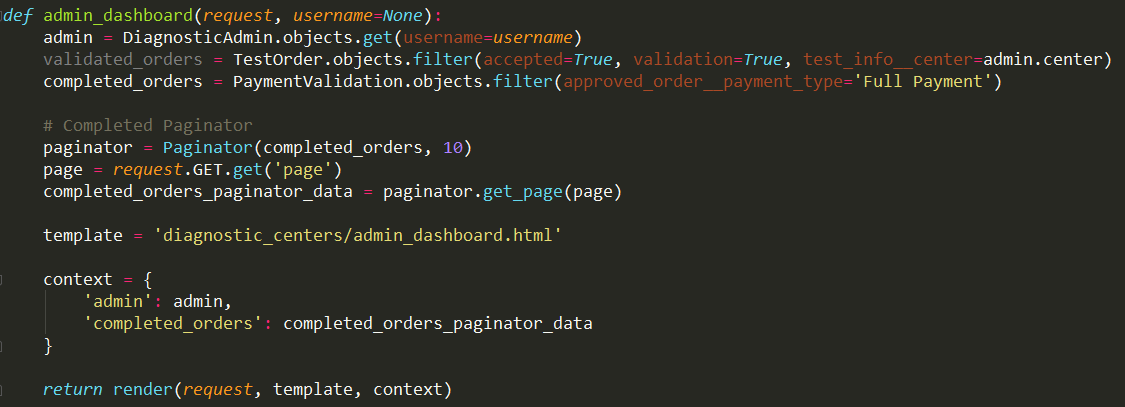 def admin_dashboard(request, username=None):
    admin = DiagnosticAdmin.objects.get(username=username)
    validated_orders = TestOrder.objects.filter(accepted=True, validation=True, test_info__center=admin.center)
    completed_orders = PaymentValidation.objects.filter(approved_order__payment_type='Full Payment')

    # Completed Paginator
    paginator = Paginator(completed_orders, 10)
    page = request.GET.get('page')
    completed_orders_paginator_data = paginator.get_page(page)

    template = 'diagnostic_centers/admin_dashboard.html'

    context = {
        'admin': admin,
        'completed_orders': completed_orders_paginator_data
    }

    return render(request, template, context)